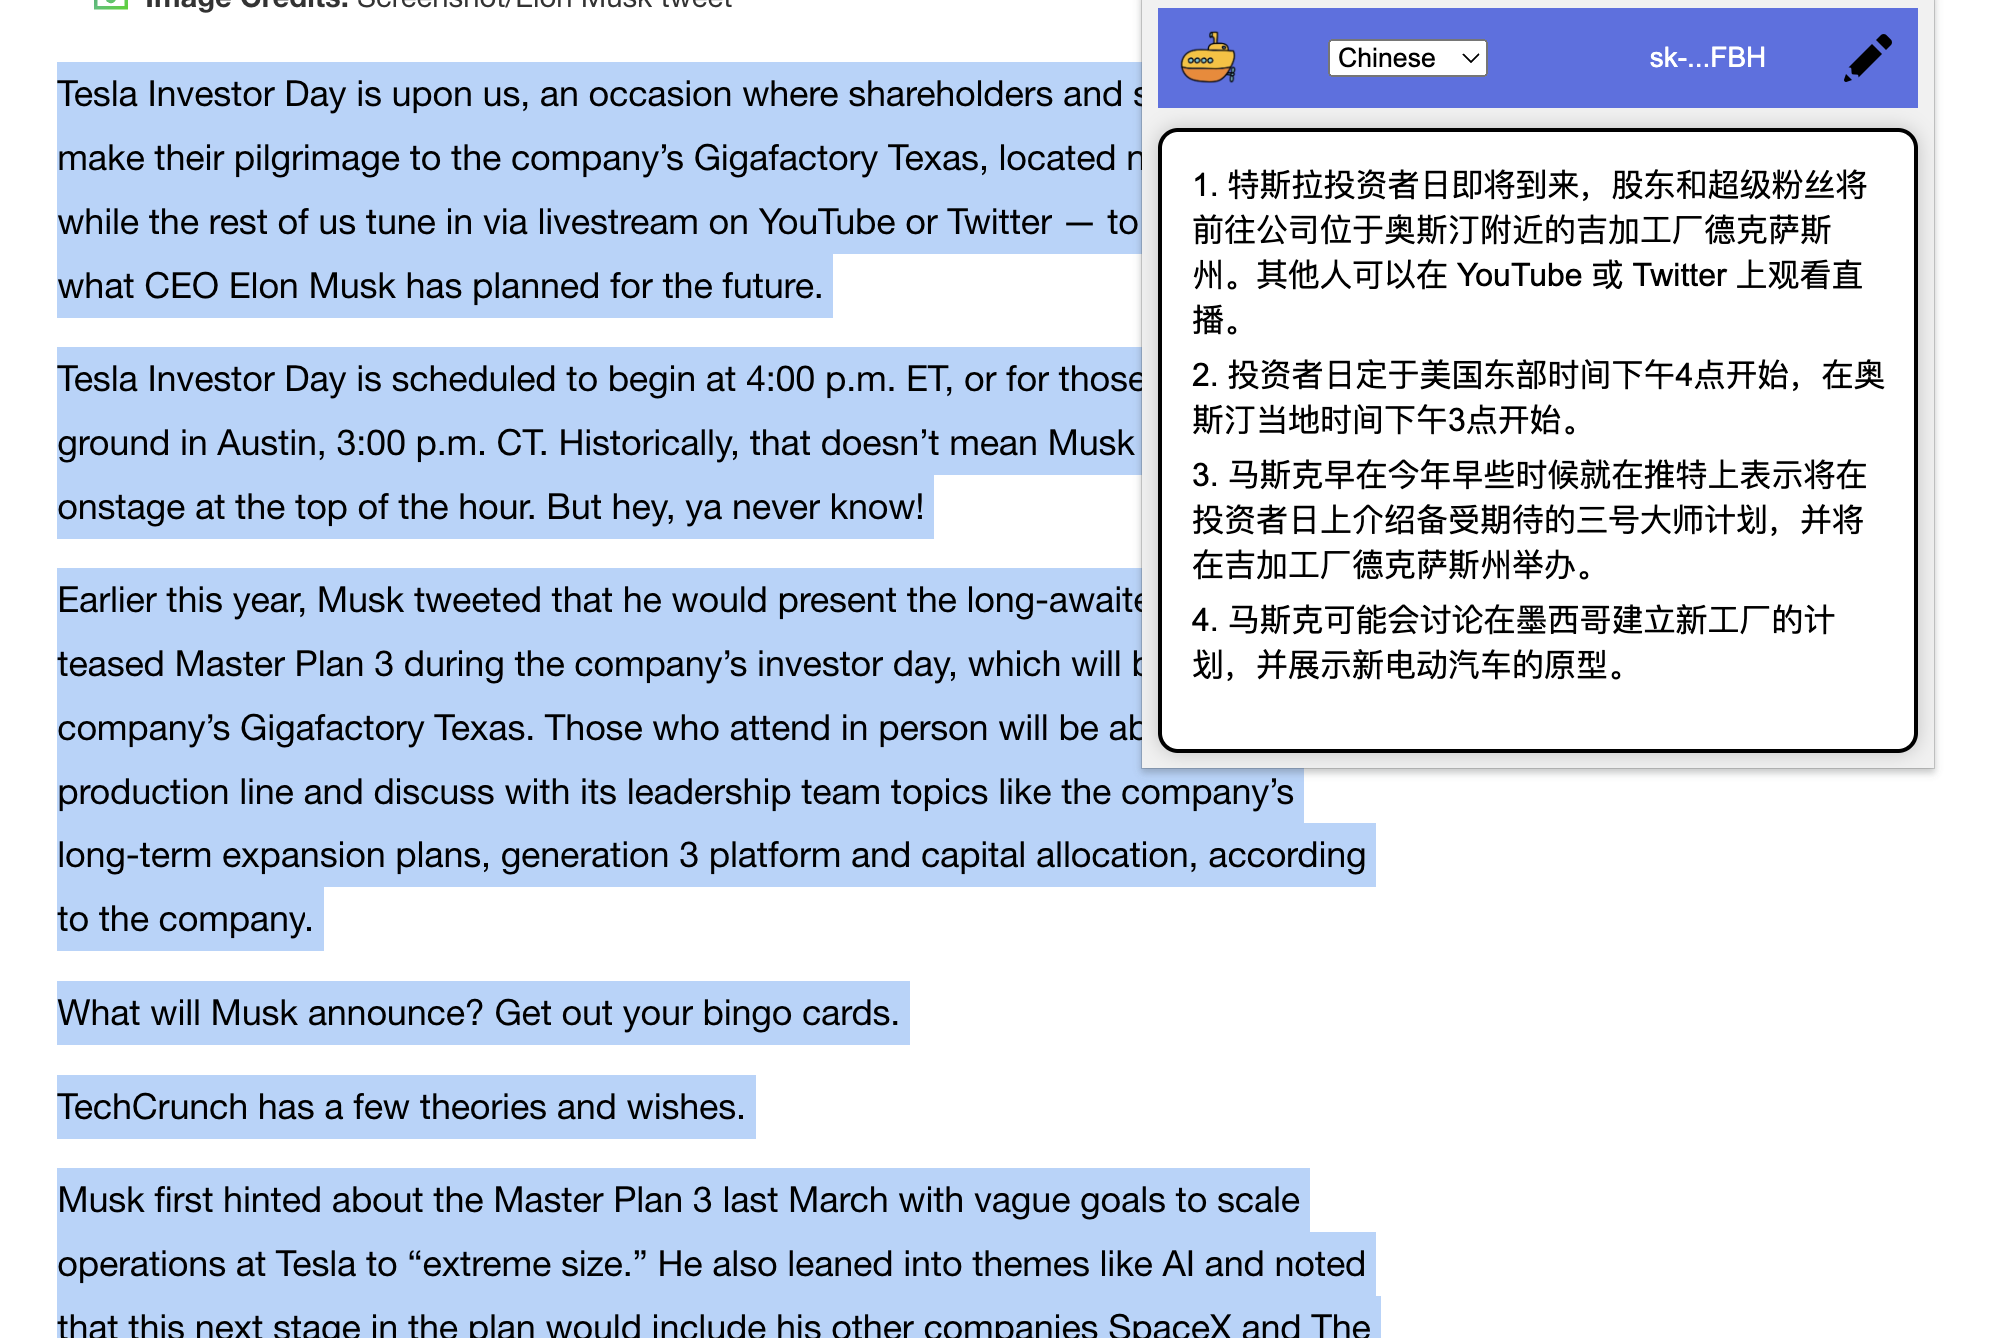 Image Credits: Screenshot/Elon Musk tweet
Tesla Investor Day is upon us, an occasion where shareholders and
make their pilgrimage to the company’s Gigafactory Texas, located
while the rest of us tune in via livestream on YouTube or Twitter — to
what CEO Elon Musk has planned for the future.
Tesla Investor Day is scheduled to begin at 4:00 p.m. ET, or for those
ground in Austin, 3:00 p.m. CT. Historically, that doesn’t mean Musk
onstage at the top of the hour. But hey, ya never know!
Earlier this year, Musk tweeted that he would present the
teased Master Plan 3 during the company’s investor day, which will
company’s Gigafactory Texas. Those who attend in person will be
production line and discuss with its leadership team topics like the company’s
long-term expansion plans, generation 3 platform and capital allocation, according
to the company.
What will Musk announce? Get out your bingo cards.
TechCrunch has a few theories and wishes.
Musk first hinted about the Master Plan 3 last March with vague goals to scale
operations at Tesla to “extreme size.” He also leaned into themes like AI and noted
that this next stage in the plan would include his other companies SpaceX and The
Chinese
sk-...FBH
1. 特斯拉投资者日即将到来，股东和超级粉丝将
前往公司位于奥斯汀附近的吉加工厂德克萨斯
州。其他人可以在 YouTube 或 Twitter 上观看直
播。
2. 投资者日定于美国东部时间下午4点开始，在奥
斯汀当地时间下午3点开始。
3. 马斯克早在今年早些时候就在推特上表示将在
投资者日上介绍备受期待的三号大师计划，并将
在吉加工厂德克萨斯州举办。
4. 马斯克可能会讨论在墨西哥建立新工厂的计
划，并展示新电动汽车的原型。